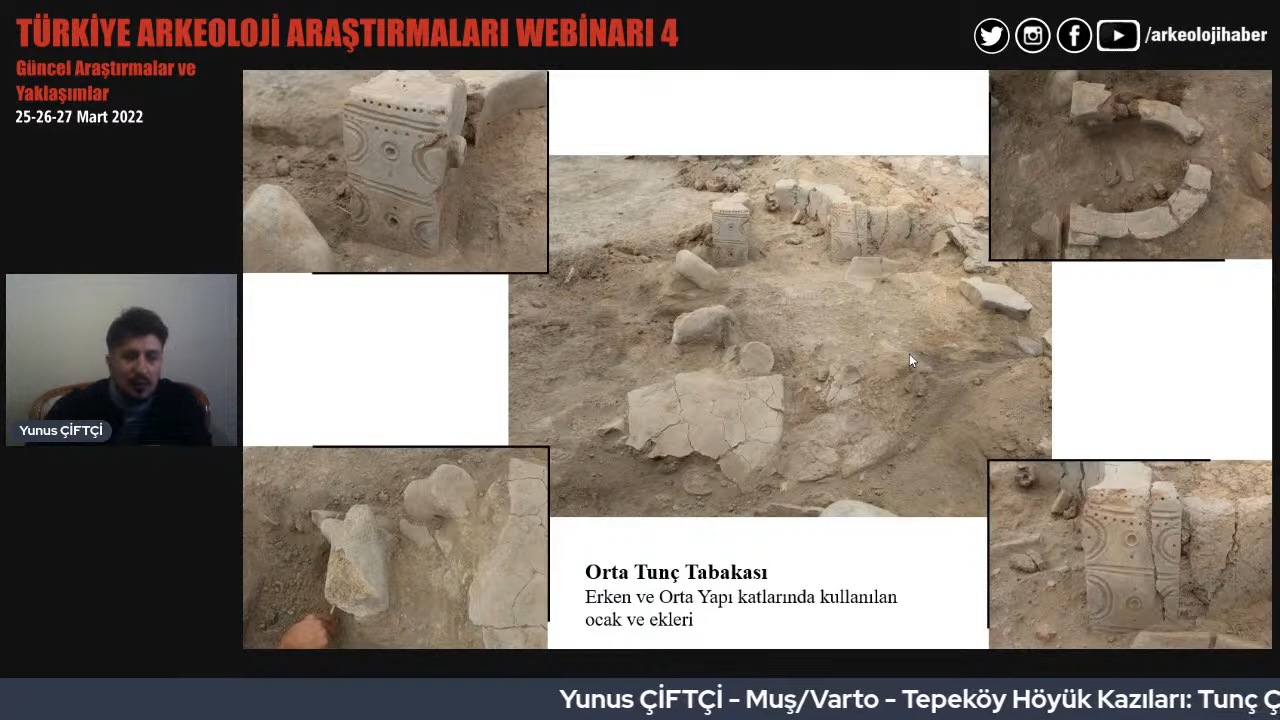 TÜRKİYE ARKEOLOJİ ARAŞTIRMALARI WEBİNARI 4
Güncel Araştırmalar ve
Yaklaşımlar
25-26-27 Mart 2022
/arkeolojihaber
Yunus ÇİFTÇİ
Orta Tunç Tabakası
Erken ve Orta Yapı katlarında kullanılan
ocak ve ekleri
Yunus ÇİFTÇİ - Muş/Varto - Tepeköy Höyük Kazıları: Tunç Ç